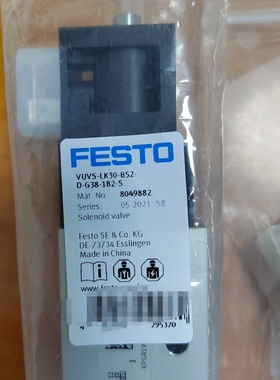 FESTO
VUVS-LK30-B52-
D-G38-1B2-S
Mat. No.: 8049882
Series: 05.2021. 58
Solenoid valve
Festo SE & Co. KG
DE-73734 Esslingen
Made in China
295370